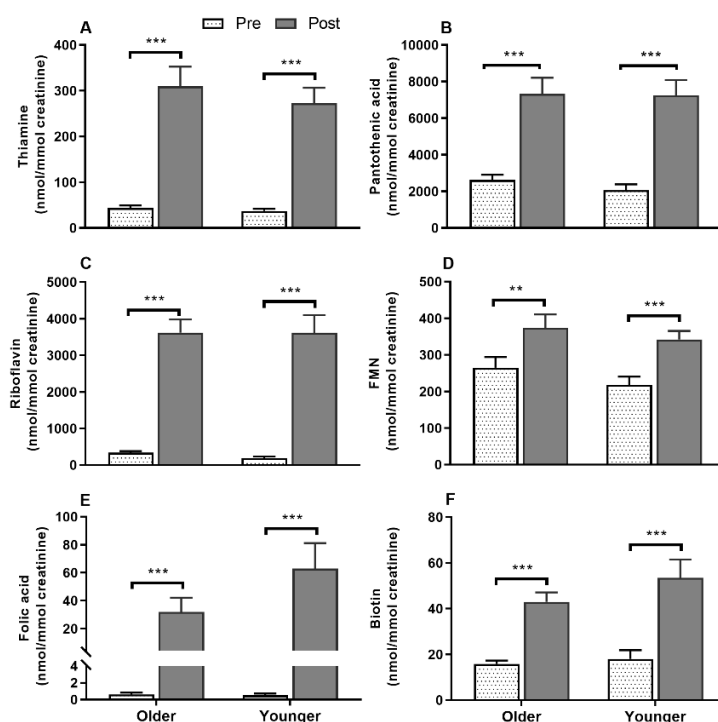 Pre Post
A
Thiamine
(nmol/mmol creatinine)
400
300
200
100
0
***
***
B
Pantothenic acid
(nmol/mmol creatinine)
10000
8000
6000
4000
2000
0
***
***
C
Riboflavin
(nmol/mmol creatinine)
5000
4000
3000
2000
1000
0
***
***
D
FMN
(nmol/mmol creatinine)
500
400
300
200
100
0
**
***
E
Folic acid
(nmol/mmol creatinine)
100
80
60
40
20
4
2
0
***
***
Older Younger
F
Biotin
(nmol/mmol creatinine)
80
60
40
20
0
***
***
Older Younger